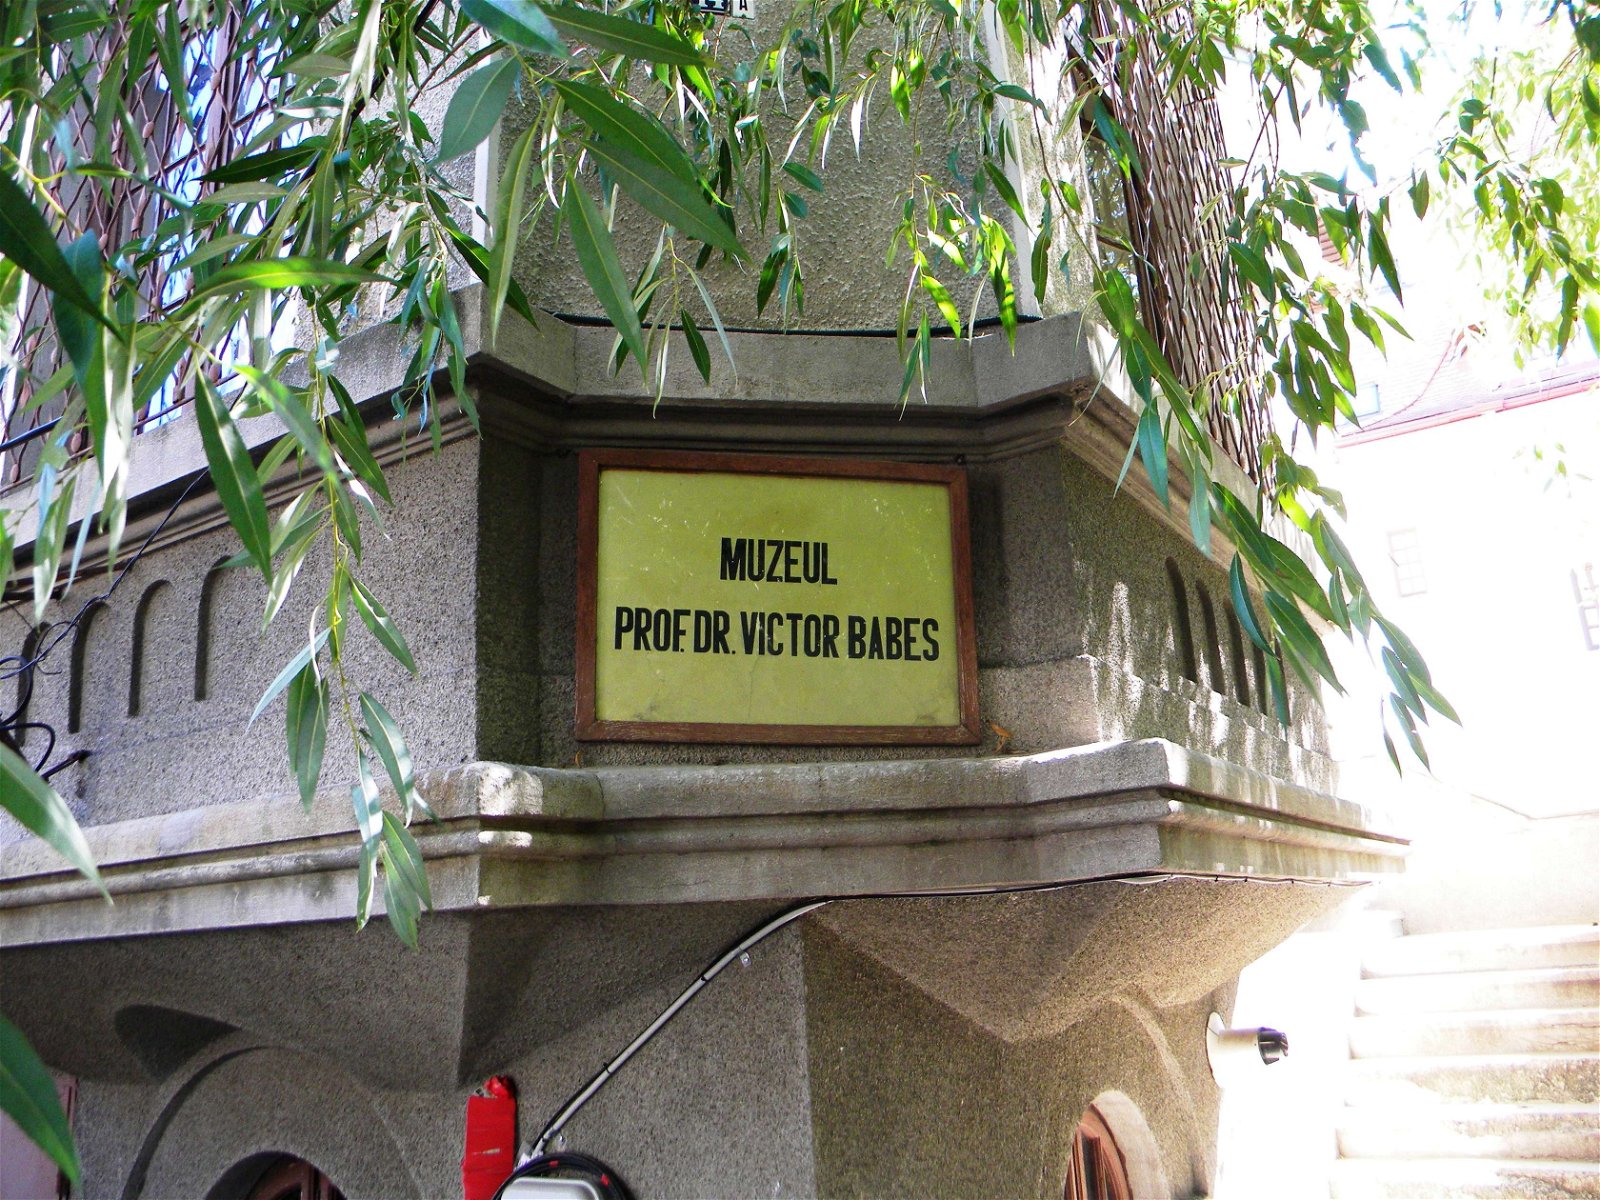 MUZEUL
PROF. DR. VICTOR BABES